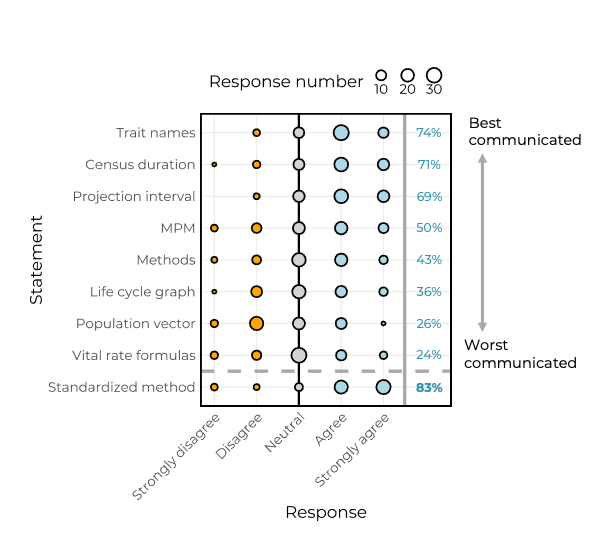 Response number
10 20 30
Best
communicated
Trait names 74%
Census duration 71%
Projection interval 69%
MPM 50%
Methods 43%
Life cycle graph 36%
Population vector 26%
Vital rate formulas 24%
Standardized method 83%
Worst
communicated
Statement
Strongly disagree
Disagree
Neutral
Agree
Strongly agree
Response